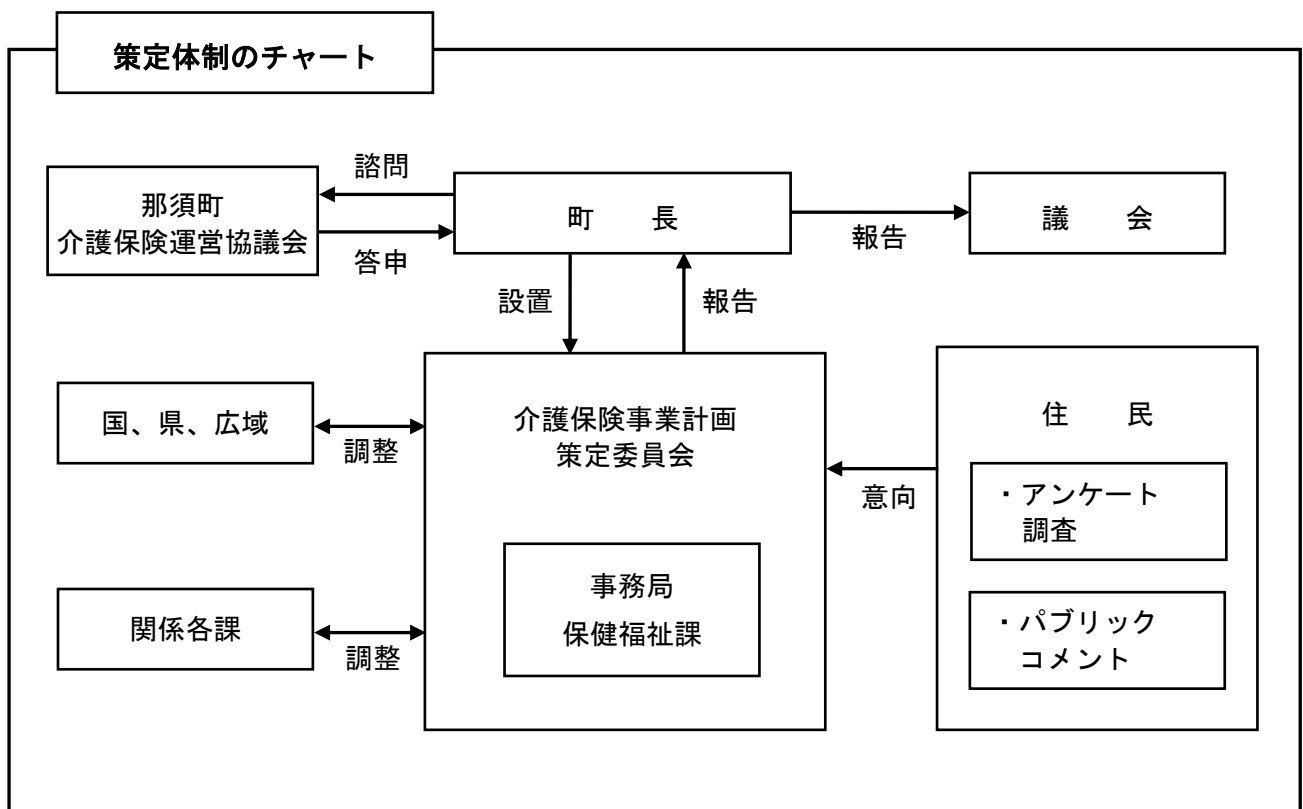 策定体制のチャート
諮問
那須町
介護保険運営協議会
答申
町　　長
報告
議　　会
設置
報告
国、県、広域
調整
介護保険事業計画
策定委員会
意向
住　　民
・アンケート
調査
事務局
保健福祉課
関係各課
調整
・パブリック
コメント